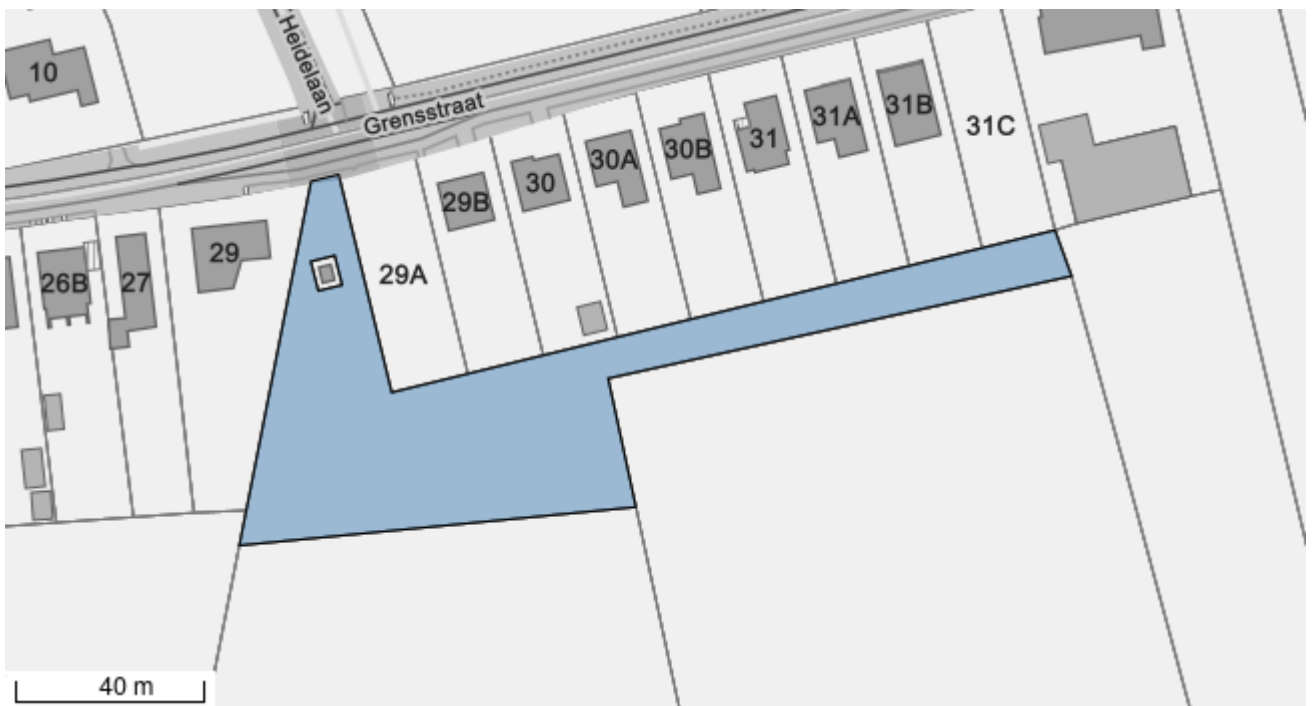 'Heidelaan
Grensstraat
10
26B
27
29
29A
29B
30
30A
30B
31
31A
31B
31C
40 m